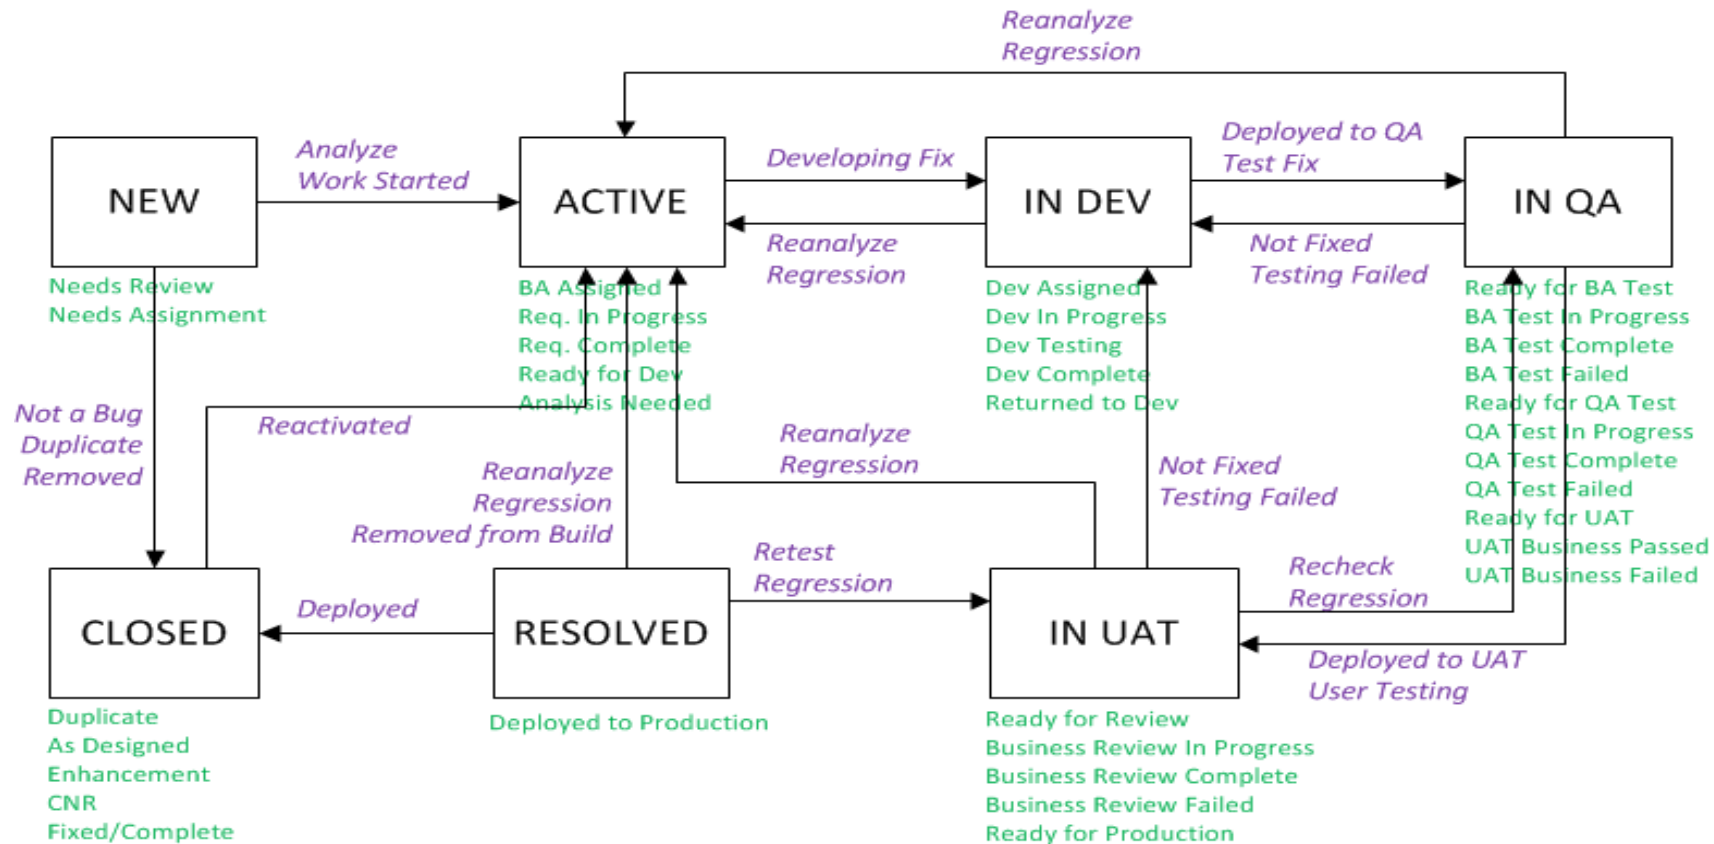 Reanalyze
Regression
NEW
Analyze
Work Started
ACTIVE
Developing Fix
Reanalyze
Regression
IN DEV
Deployed to QA
Test Fix
Not Fixed
Testing Failed
IN QA
Needs Review
Needs Assignment
BA Assigned
Req. In Progress
Req. Complete
Ready for Dev
Analysis Needed
Dev Assigned
Dev In Progress
Dev Testing
Dev Complete
Returned to Dev
Ready for BA Test
BA Test In Progress
BA Test Complete
BA Test Failed
Ready for QA Test
QA Test In Progress
QA Test Complete
QA Test Failed
Ready for UAT
UAT Business Passed
UAT Business Failed
Not a Bug
Duplicate
Removed
Reactivated
Reanalyze
Regression
Removed from Build
Reanalyze
Regression
Not Fixed
Testing Failed
CLOSED
Deployed
RESOLVED
Retest
Regression
IN UAT
Recheck
Regression
Deployed to UAT
User Testing
Duplicate
As Designed
Enhancement
CNR
Fixed/Complete
Deployed to Production
Ready for Review
Business Review In Progress
Business Review Complete
Business Review Failed
Ready for Production